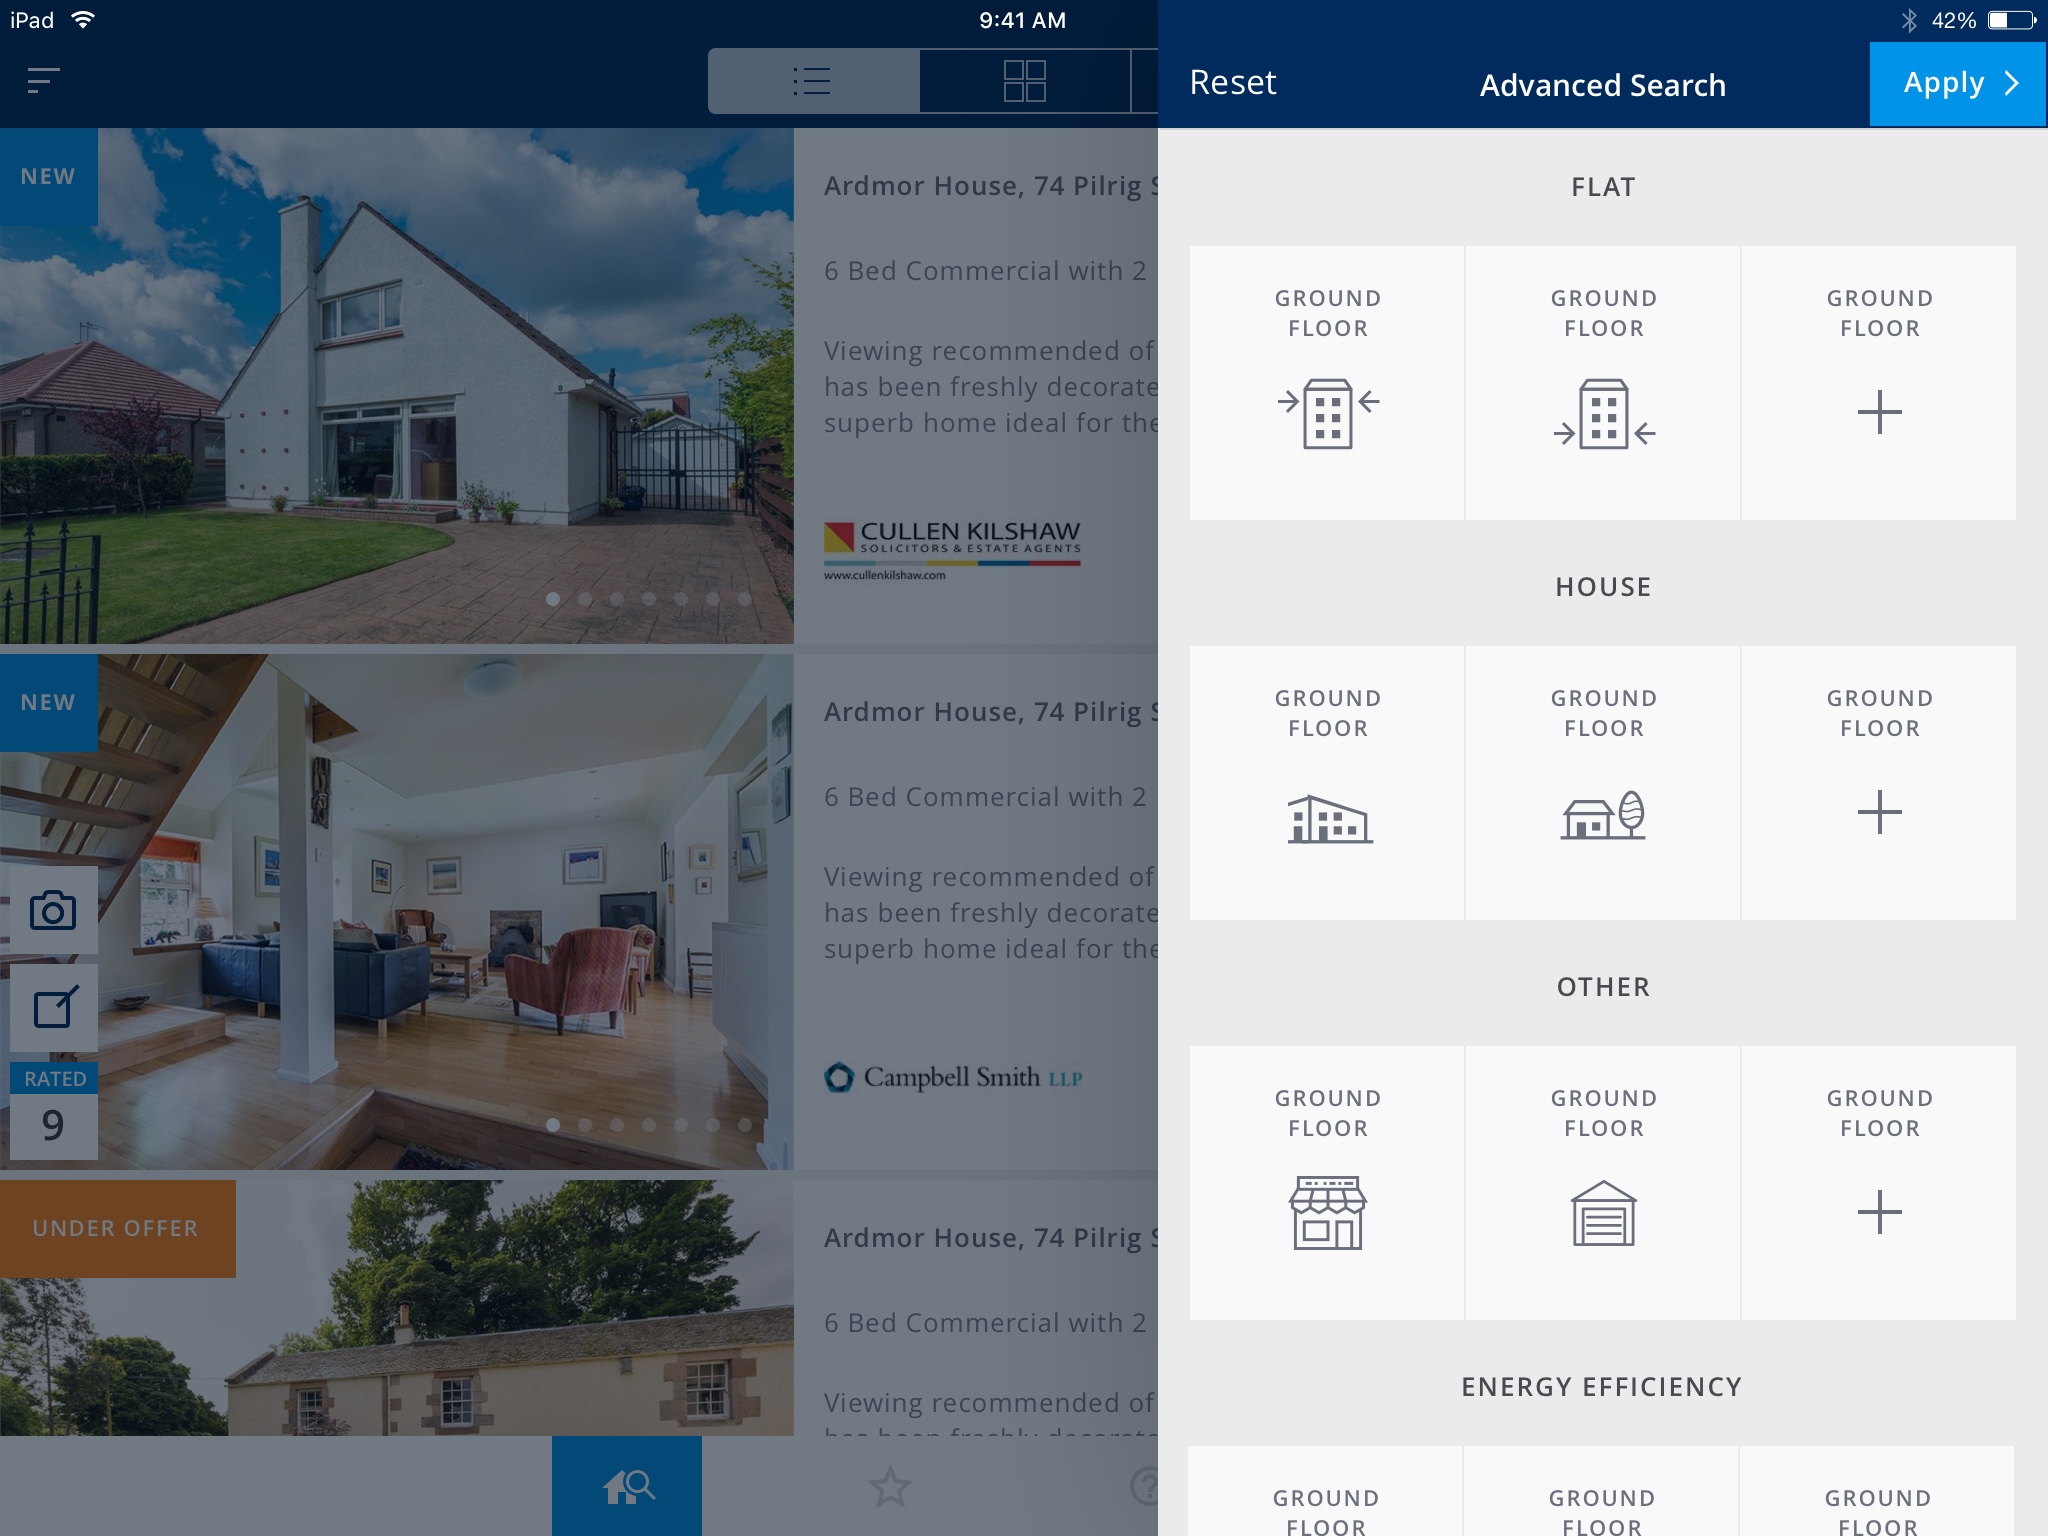 iPad
9:41 AM
42%
Reset
Advanced Search
Apply
NEW
Ardmor House, 74 Pilrig S
6 Bed Commercial with 2
Viewing recommended of
has been freshly decorate
superb home ideal for the
CULLEN KILSHAW
SOLICITORS & ESTATE AGENTS
www.cullenkilshaw.com
NEW
Ardmor House, 74 Pilrig S
6 Bed Commercial with 2
Viewing recommended of
has been freshly decorate
superb home ideal for the
Campbell Smith LLP
RATED
9
UNDER OFFER
Ardmor House, 74 Pilrig S
6 Bed Commercial with 2
Viewing recommended of
has been freshly decorate
FLAT
GROUND
FLOOR
GROUND
FLOOR
GROUND
FLOOR
HOUSE
GROUND
FLOOR
GROUND
FLOOR
GROUND
FLOOR
OTHER
GROUND
FLOOR
GROUND
FLOOR
GROUND
FLOOR
ENERGY EFFICIENCY
GROUND
FLOOR
GROUND
FLOOR
GROUND
FLOOR